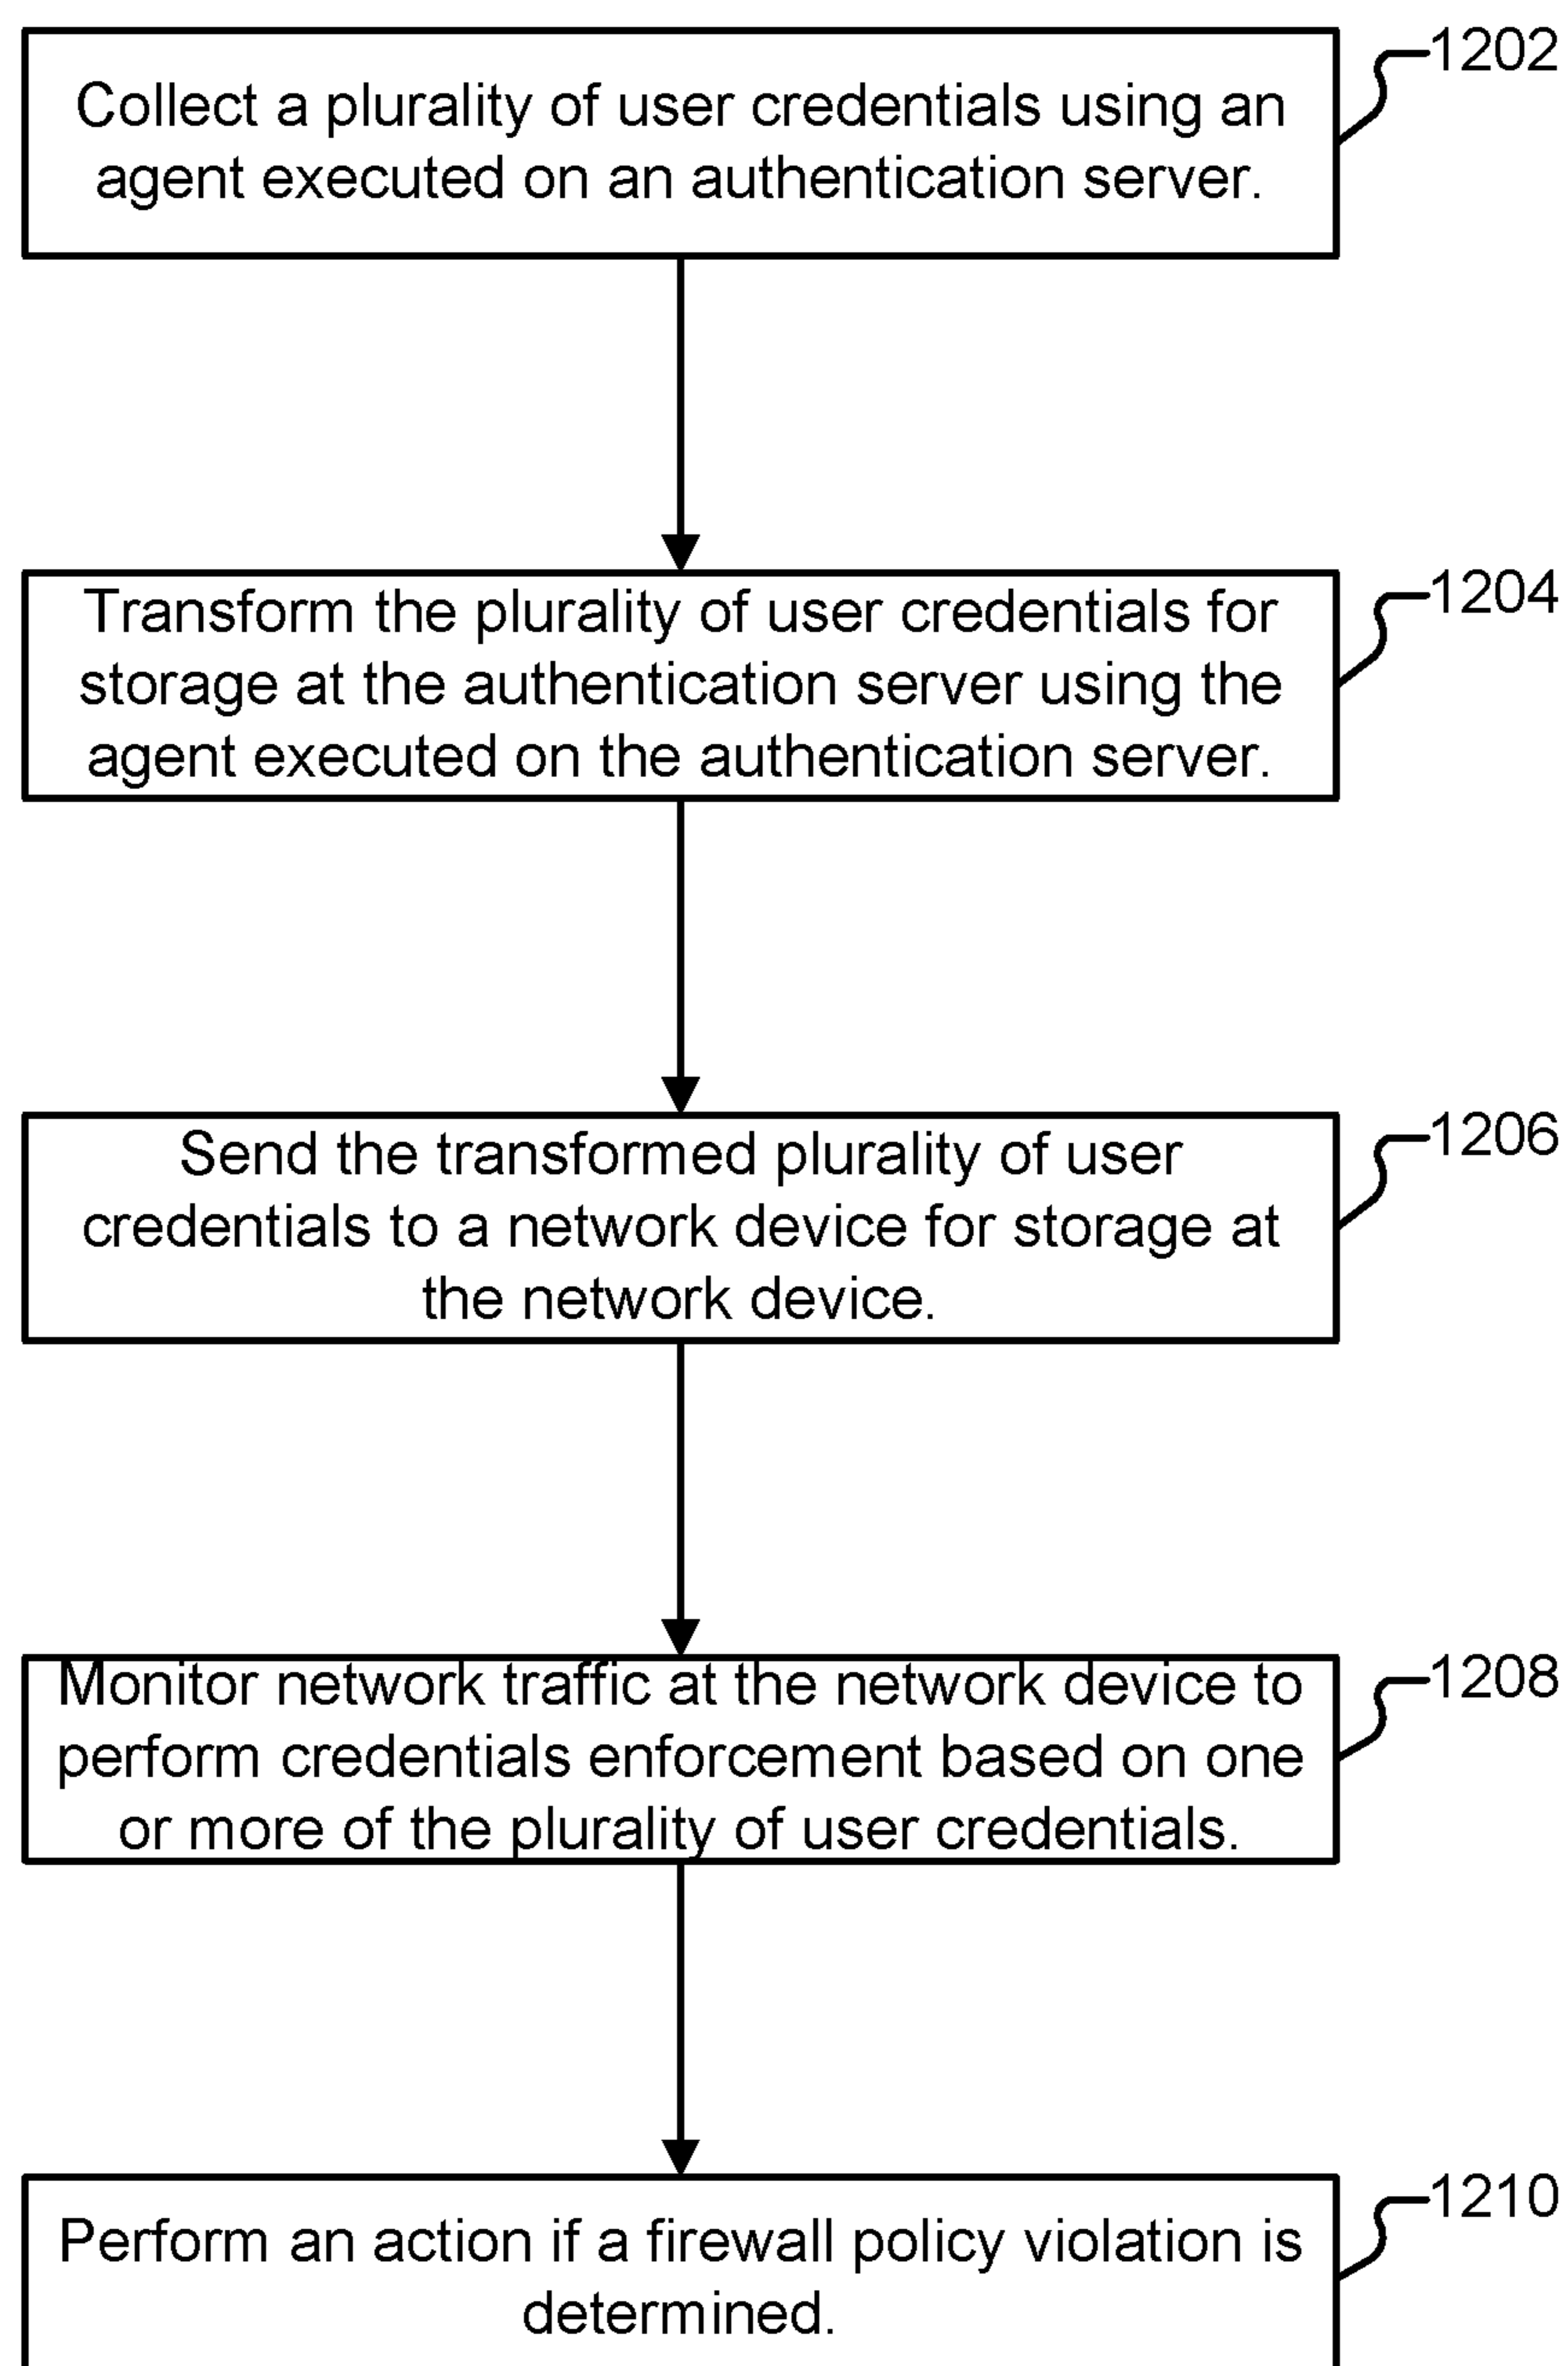 1202
Collect a plurality of user credentials using an
agent executed on an authentication server.
1204
Transform the plurality of user credentials for
storage at the authentication server using the
agent executed on the authentication server.
1206
Send the transformed plurality of user
credentials to a network device for storage at
the network device.
1208
Monitor network traffic at the network device to
perform credentials enforcement based on one
or more of the plurality of user credentials.
1210
Perform an action if a firewall policy violation is
determined.